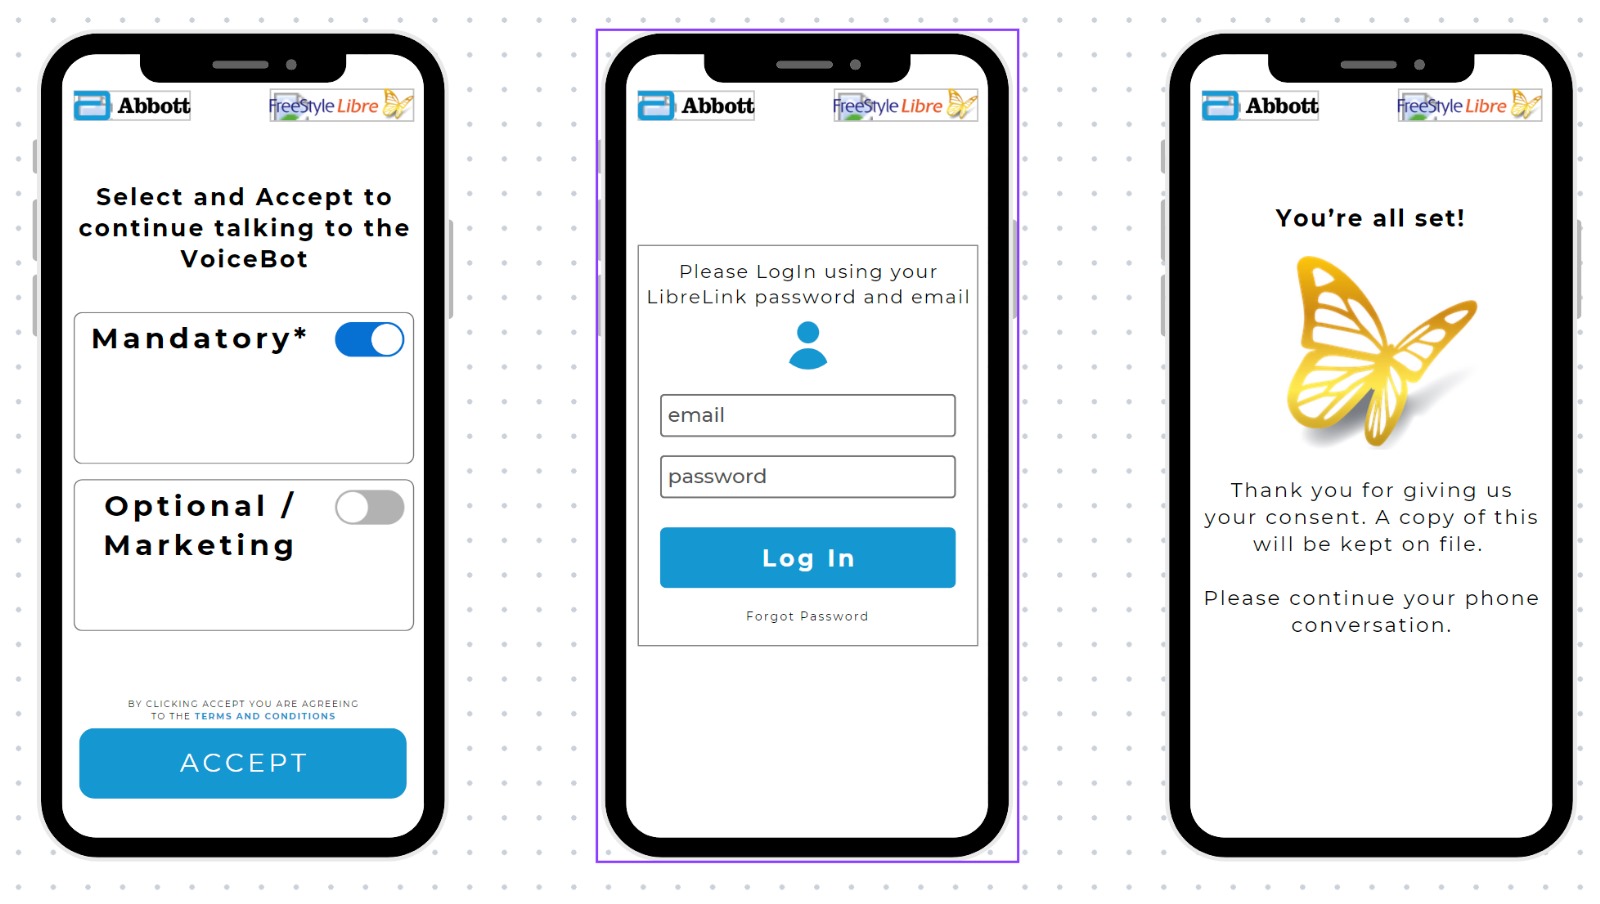 Abbott
FreeStyle Libre
Select and Accept to
continue talking to the
VoiceBot
Mandatory*
Optional /
Marketing
BY CLICKING ACCEPT YOU ARE AGREEING
TO THE TERMS AND CONDITIONS
ACCEPT
Abbott
FreeStyle Libre
Please LogIn using your
LibreLink password and email
email
password
Log In
Forgot Password
Abbott
FreeStyle Libre
You're all set!
Thank you for giving us
your consent. A copy of this
will be kept on file.
Please continue your phone
conversation.